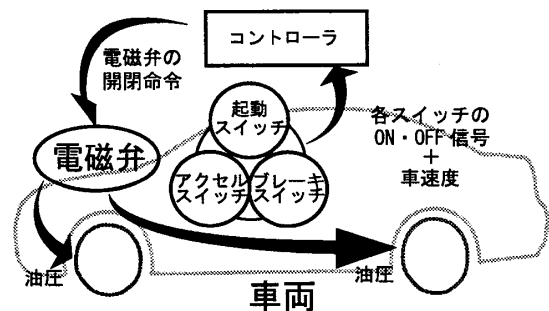 コントローラ
電磁弁の
開閉命令
起動
スイッチ
各スイッチの
ON・OFF信号
+
車速度
電磁弁
アクセル
スイッチ
ブレーキ
スイッチ
油圧
油圧
車両